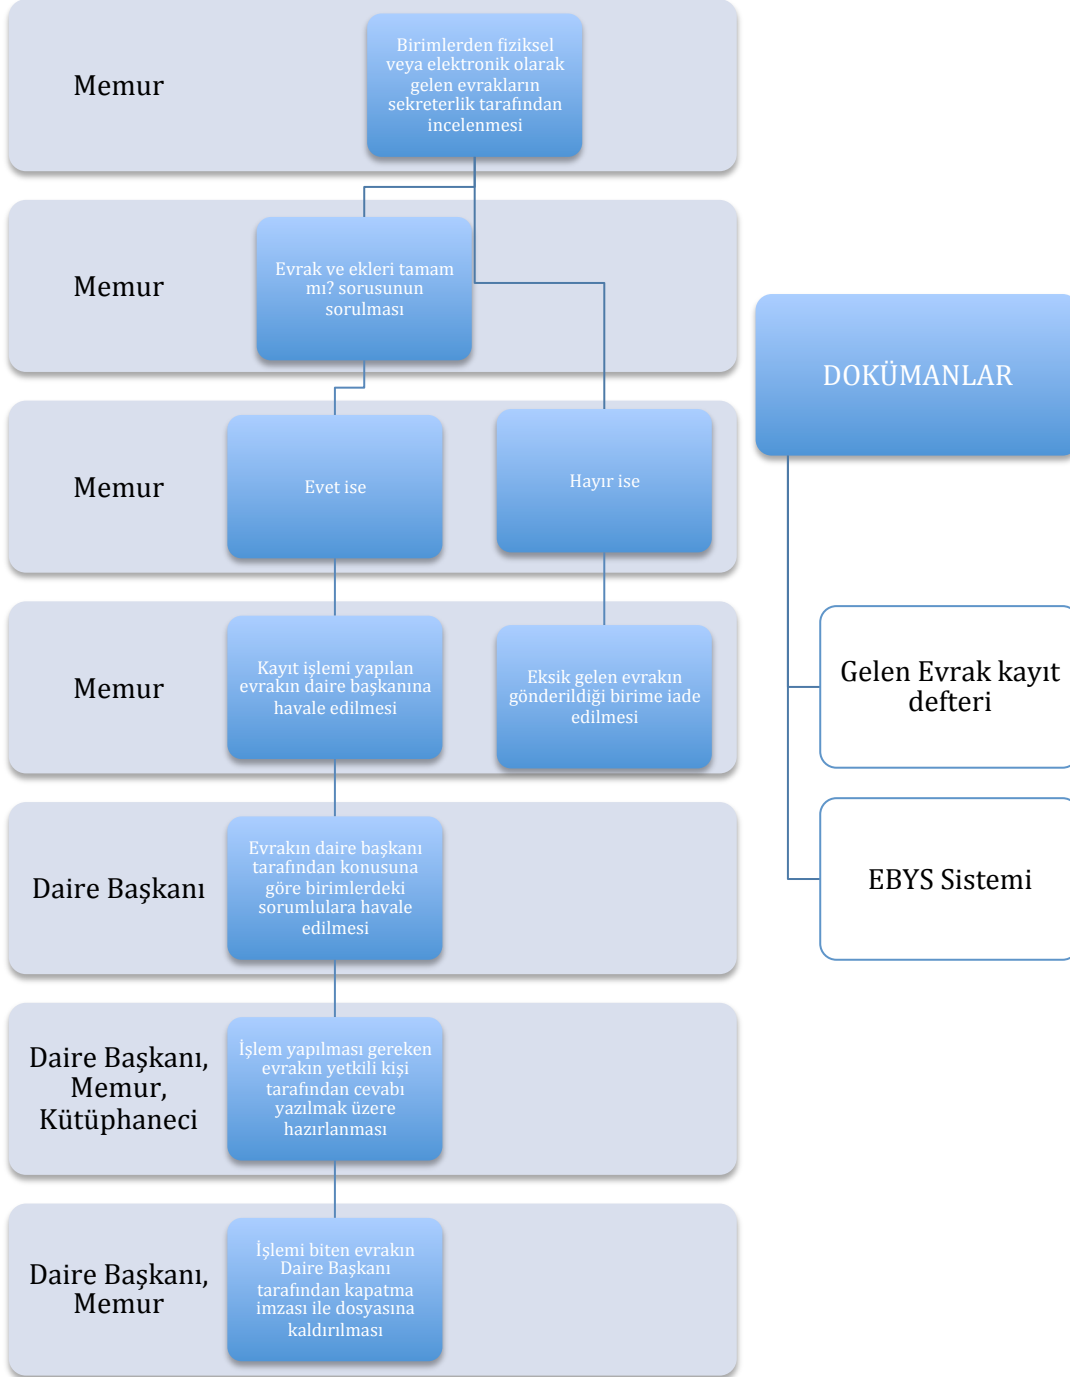 Memur
Birimlerden fiziksel
veya elektronik olarak
gelen evrakların
sekreterlik tarafından
incelenmesi
Memur
Evrak ve ekleri tamam
mı? sorusunun
sorulması
Memur
Evet ise
Hayır ise
Memur
Kayıt işlemi yapılan
evrakın daire başkanına
havale edilmesi
Eksik gelen evrakın
gönderildiği birime iade
edilmesi
Daire Başkanı
Evrakın daire başkanı
tarafından konusuna
göre birimlerdeki
sorumlulara havale
edilmesi
Daire Başkanı,
Memur,
Kütüphaneci
İşlem yapılması gereken
evrakın yetkili kişi
tarafından cevabı
yazılmak üzere
hazırlanması
Daire Başkanı,
Memur
İşlemi biten evrakın
Daire Başkanı
tarafından kapatma
imzası ile dosyasına
kaldırılması
DOKÜMANLAR
Gelen Evrak kayıt
defteri
EBYS Sistemi